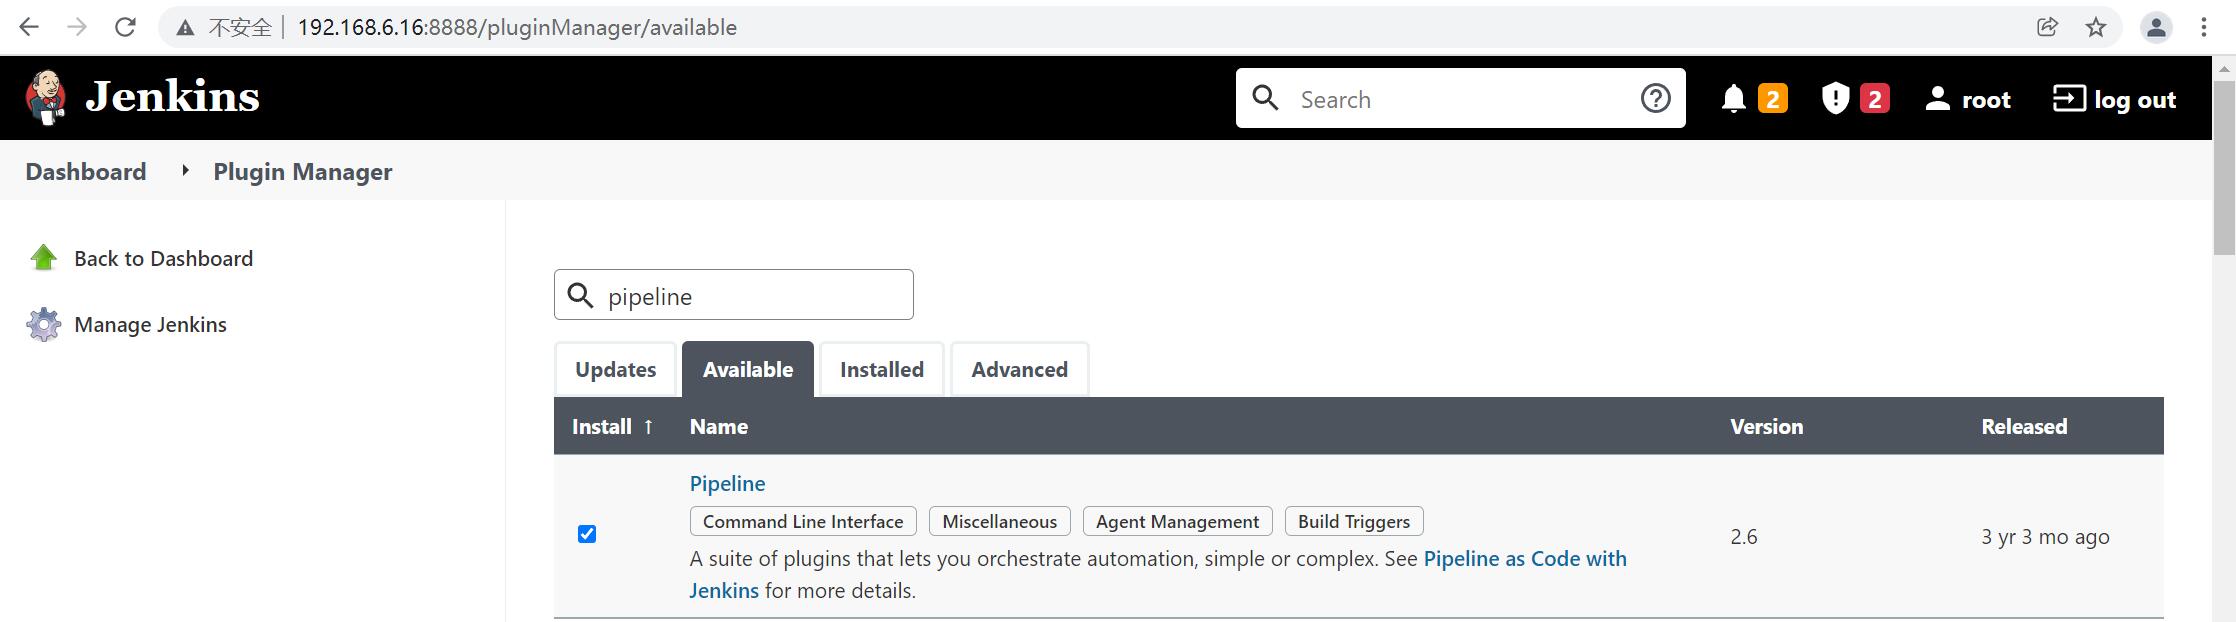 不安全 192.168.6.16:8888/pluginManager/available
Jenkins Search 2 2 root log out
Dashboard Plugin Manager
Back to Dashboard
Manage Jenkins
pipeline
Updates Available Installed Advanced
Install ↑ Name Version Released
Pipeline
Command Line Interface Miscellaneous Agent Management Build Triggers
A suite of plugins that lets you orchestrate automation, simple or complex. See Pipeline as Code with
Jenkins for more details.
2.6
3 yr 3 mo ago